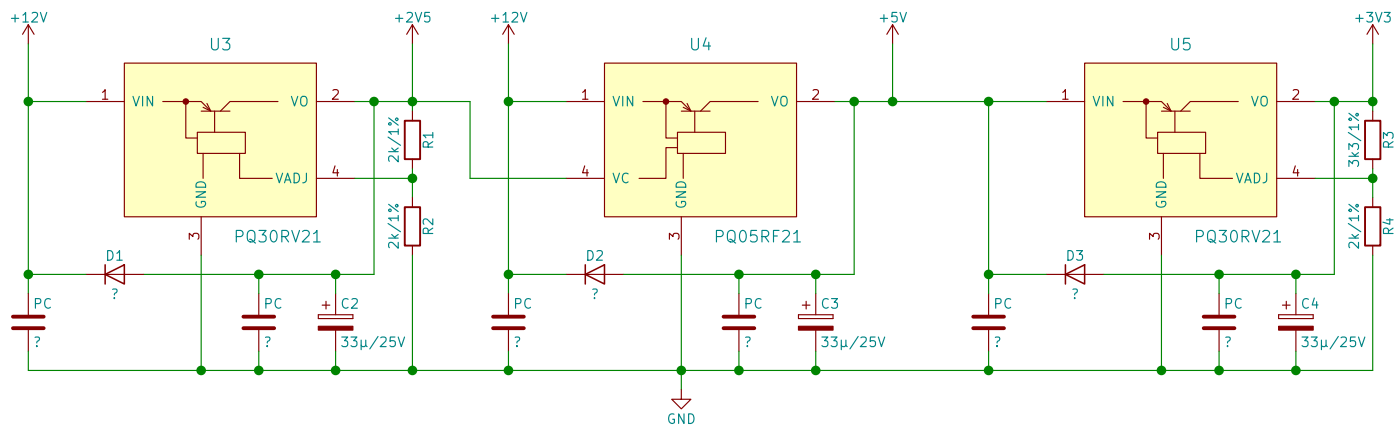 +12V
+2V5
+12V
+5V
+3V3
U3
U4
U5
1
VIN
VO
2
1
VIN
VO
2
1
VIN
VO
2
2k/1%
R1
3k3/1%
R3
GND
VADJ
4
4
VC
GND
GND
VADJ
4
2k/1%
R2
2k/1%
R4
3
PQ30RV21
3
PQ05RF21
3
PQ30RV21
D1
?
D2
?
D3
?
PC
?
PC
?
+
C2
33µ/25V
PC
?
PC
?
+
C3
33µ/25V
PC
?
PC
?
+
C4
33µ/25V
GND